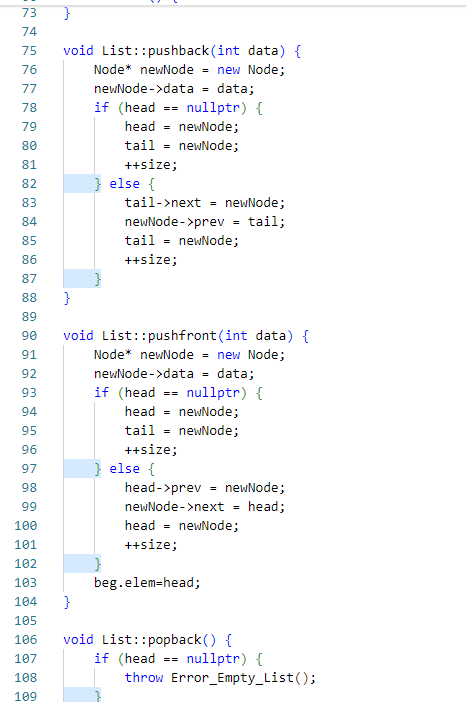 73 }
74
75 void List::pushback(int data) {
76     Node* newNode = new Node;
77     newNode->data = data;
78     if (head == nullptr) {
79         head = newNode;
80         tail = newNode;
81         ++size;
82     } else {
83         tail->next = newNode;
84         newNode->prev = tail;
85         tail = newNode;
86         ++size;
87     }
88 }
89
90 void List::pushfront(int data) {
91     Node* newNode = new Node;
92     newNode->data = data;
93     if (head == nullptr) {
94         head = newNode;
95         tail = newNode;
96         ++size;
97     } else {
98         head->prev = newNode;
99         newNode->next = head;
100         head = newNode;
101         ++size;
102     }
103     beg.elem=head;
104 }
105
106 void List::popback() {
107     if (head == nullptr) {
108         throw Error_Empty_List();
109     }